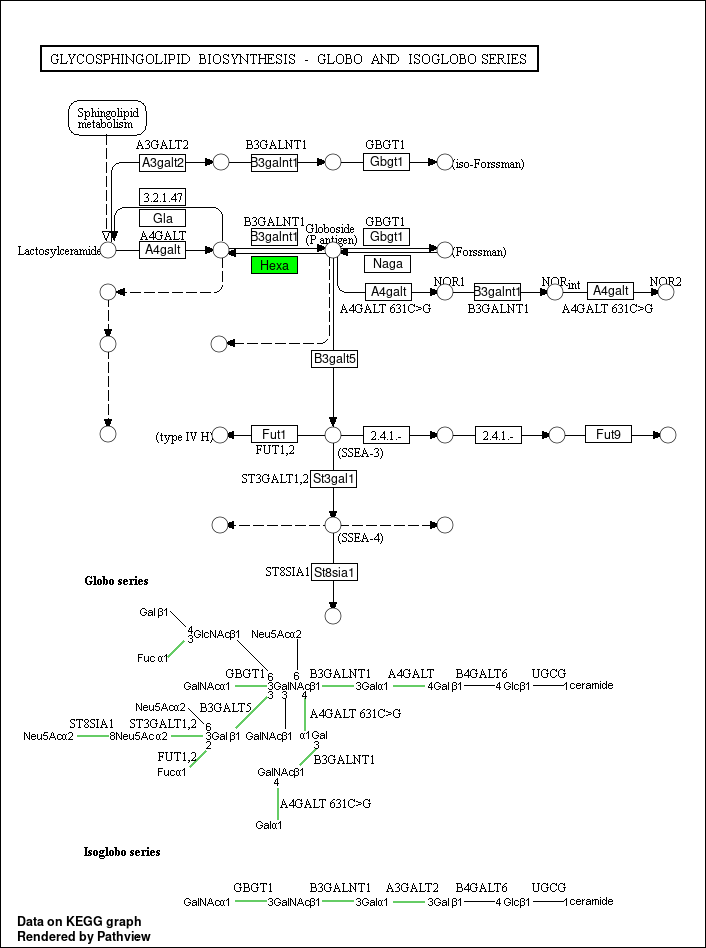 GLYCOSPHINGOLIPID BIOSYNTHESIS - GLOBO AND ISOGLOBO SERIES
Sphingolipid
metabolism
A3GALT2 B3GALNT1 GBGT1
A3galt2 B3galnt1 Gbgt1 (iso-Forssman)
3.2.1.47
Gla
A4GALT B3GALNT1 Globoside GBGT1
B3galnt1 (P antigen) Gbgt1
Lactosylceramide A4galt (Forssman)
Hexa Naga
NOR1 NORint NOR2
A4galt B3galnt1 A4galt
A4GALT 631C>G B3GALNT1 A4GALT 631C>G
B3galt5
(type IV H) Fut1 2.4.1.- 2.4.1.- Fut9
FUT1,2 (SSEA-3)
ST3GALT1,2 St3gal1
(SSEA-4)
ST8SIA1 St8sia1
Globo series
Galβ1
4
3GlcNAcβ1 Neu5Acα2
Fucα1
GBGT1 6 6 B3GALNT1 A4GALT B4GALT6 UGCG
GalNAcα1 3GalNAcβ1 3Galα1 4Galβ1 4Glcβ1 1ceramide
3 3 4
Neu5Acα2 B3GALT5 A4GALT 631C>G
ST8SIA1 ST3GALT1,2 6
Neu5Acα2 8Neu5Acα2 3Galβ1 GalNAcβ1 α1Gal
2 3
FUT1,2 B3GALNT1
Fucα1 GalNAcβ1
4
A4GALT 631C>G
Galα1
Isoglobo series
GBGT1 B3GALNT1 A3GALT2 B4GALT6 UGCG
GalNAcα1 3GalNAcβ1 3Galα1 3Galβ1 4Glcβ1 1ceramide
Data on KEGG graph
Rendered by Pathview